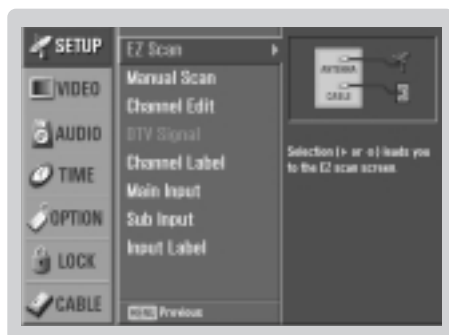 SETUP
VIDEO
AUDIO
TIME
OPTION
LOCK
CABLE
EZ Scan
Manual Scan
Channel Edit
DTV Signal
Channel Label
Main Input
Sub Input
Input Label
MENU Previous
ANTENNA
CABLE
Selection (▶ or ⊙) leads you
to the EZ scan screen.